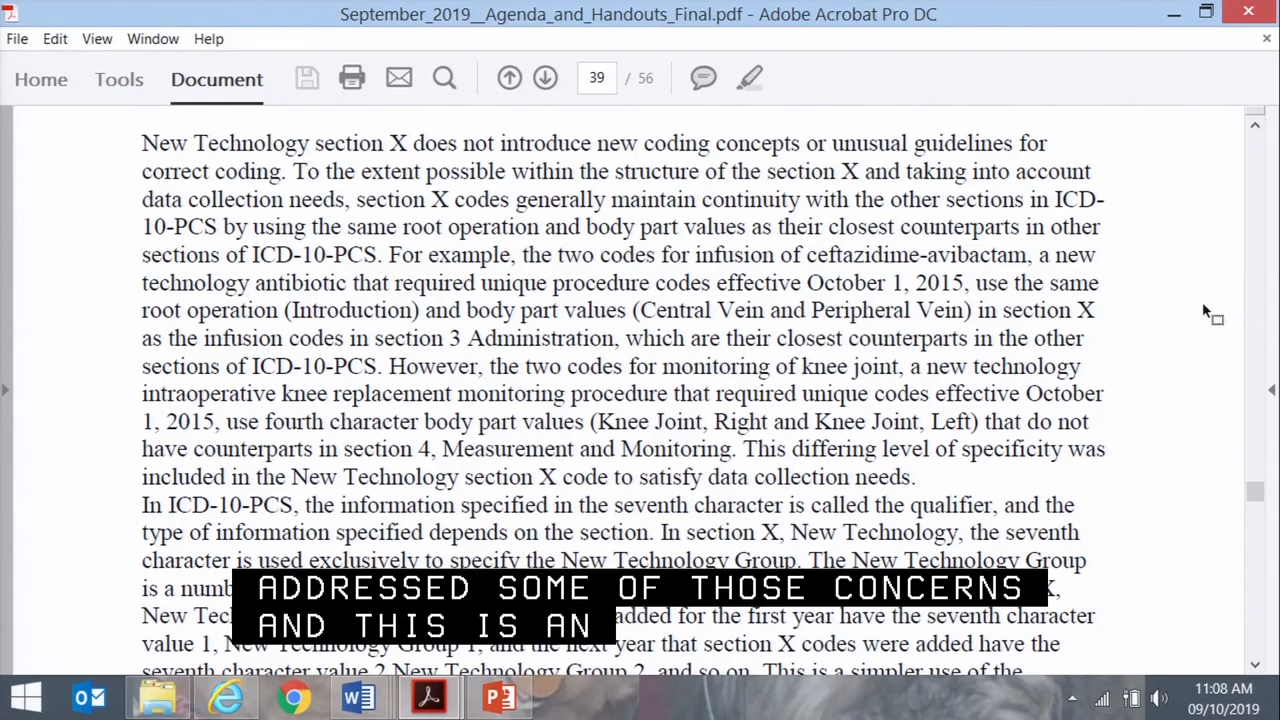 September_2019__Agenda_and_Handouts_Final.pdf - Adobe Acrobat Pro DC
File Edit View Window Help
Home Tools Document 39 / 56
New Technology section X does not introduce new coding concepts or unusual guidelines for
correct coding. To the extent possible within the structure of the section X and taking into account
data collection needs, section X codes generally maintain continuity with the other sections in ICD-
10-PCS by using the same root operation and body part values as their closest counterparts in other
sections of ICD-10-PCS. For example, the two codes for infusion of ceftazidime-avibactam, a new
technology antibiotic that required unique procedure codes effective October 1, 2015, use the same
root operation (Introduction) and body part values (Central Vein and Peripheral Vein) in section X
as the infusion codes in section 3 Administration, which are their closest counterparts in the other
sections of ICD-10-PCS. However, the two codes for monitoring of knee joint, a new technology
intraoperative knee replacement monitoring procedure that required unique codes effective October
1, 2015, use fourth character body part values (Knee Joint, Right and Knee Joint, Left) that do not
have counterparts in section 4, Measurement and Monitoring. This differing level of specificity was
included in the New Technology section X code to satisfy data collection needs.
In ICD-10-PCS, the information specified in the seventh character is called the qualifier, and the
type of information specified depends on the section. In section X, New Technology, the seventh
character is used exclusively to specify the New Technology Group. The New Technology Group
is a
ADDRESSED SOME OF THOSE CONCERNS
AND THIS IS AN
New added for the first year have the seventh character
value 1, year that section X codes were added have the
seventh character value 2 New Technology Group 2, and so on. This is a simpler use of the
11:08 AM
09/10/2019